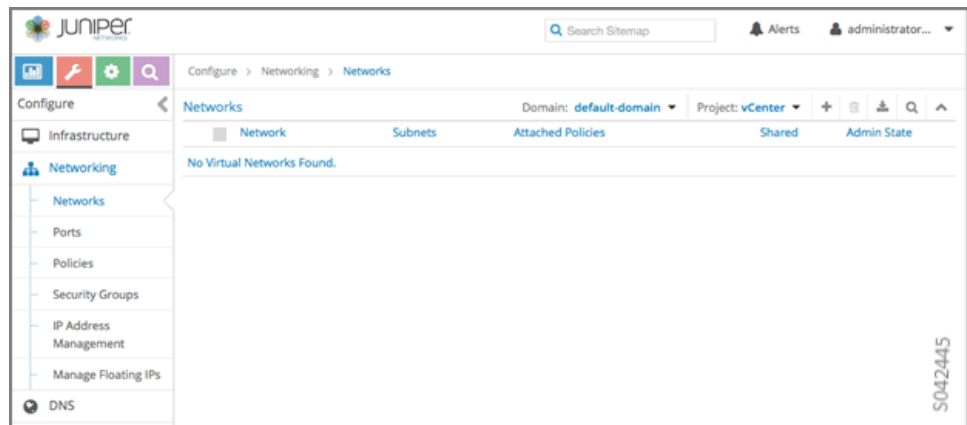 JUNIPER
NETWORKS
Search Sitemap
Alerts
administrator...
Configure > Networking > Networks
Configure
Networks
Domain: default-domain
Project: vCenter
Network Subnets Attached Policies Shared Admin State
No Virtual Networks Found.
Infrastructure
Networking
Networks
Ports
Policies
Security Groups
IP Address
Management
Manage Floating IPs
DNS
S042445